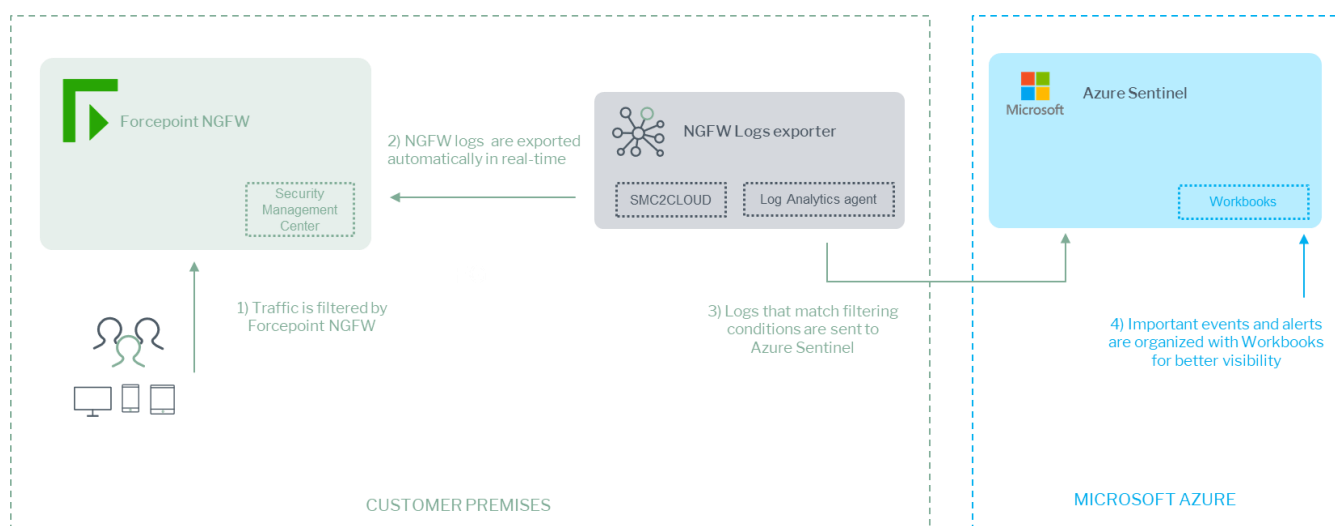 Forcepoint NGFW
Security
Management
Center
2) NGFW logs are exported
automatically in real-time
NGFW Logs exporter
SMC2CLOUD
Log Analytics agent
Microsoft
Azure Sentinel
Workbooks
1) Traffic is filtered by
Forcepoint NGFW
3) Logs that match filtering
conditions are sent to
Azure Sentinel
4) Important events and alerts
are organized with Workbooks
for better visibility
CUSTOMER PREMISES
MICROSOFT AZURE